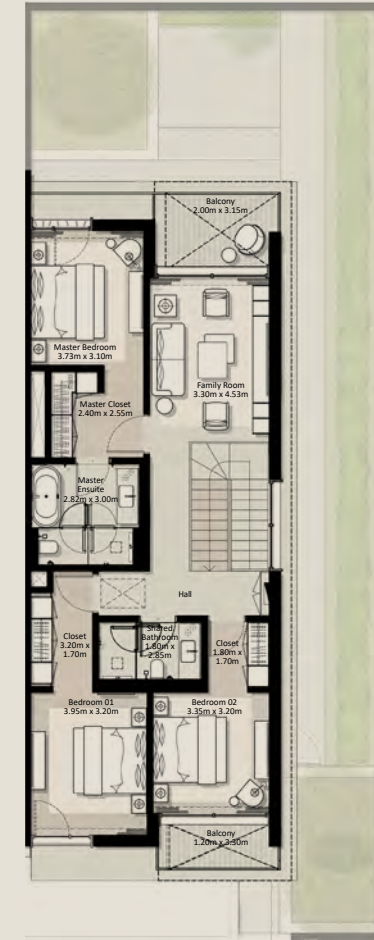 Balcony
2.00m x 3.15m
Master Bedroom
3.73m x 3.10m
Family Room
3.30m x 4.53m
Master Closet
2.40m x 2.55m
Master
Ensuite
2.82m x 3.00m
Hall
Closet
3.20m x
1.70m
Shared
Bathroom
1.80m x
2.85m
Closet
1.80m x
1.70m
Bedroom 01
3.95m x 3.20m
Bedroom 02
3.35m x 3.20m
Balcony
1.20m x 3.30m